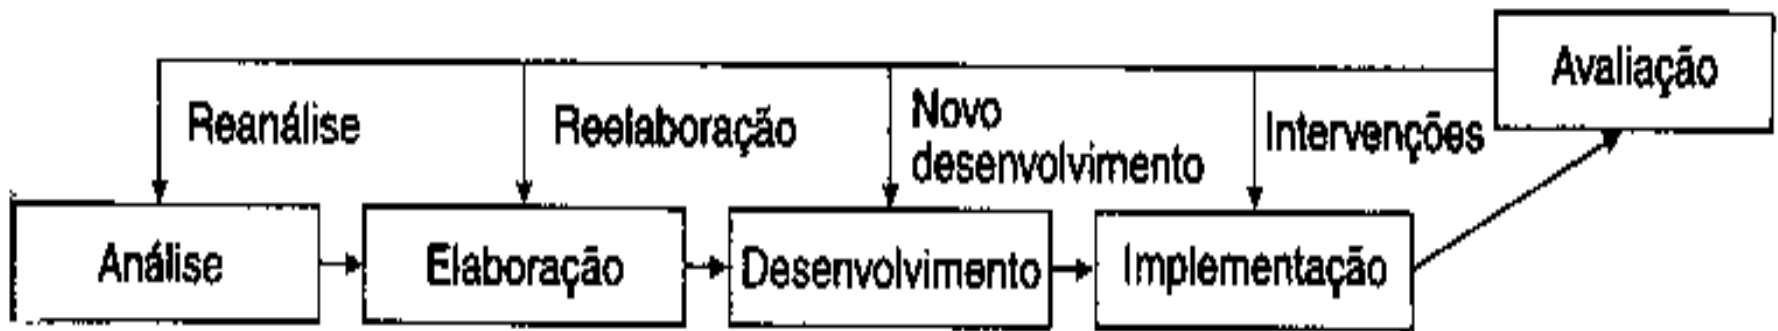 Avaliação
Reanálise
Reelaboração
Novo
desenvolvimento
Intervenções
Análise
Elaboração
Desenvolvimento
Implementação